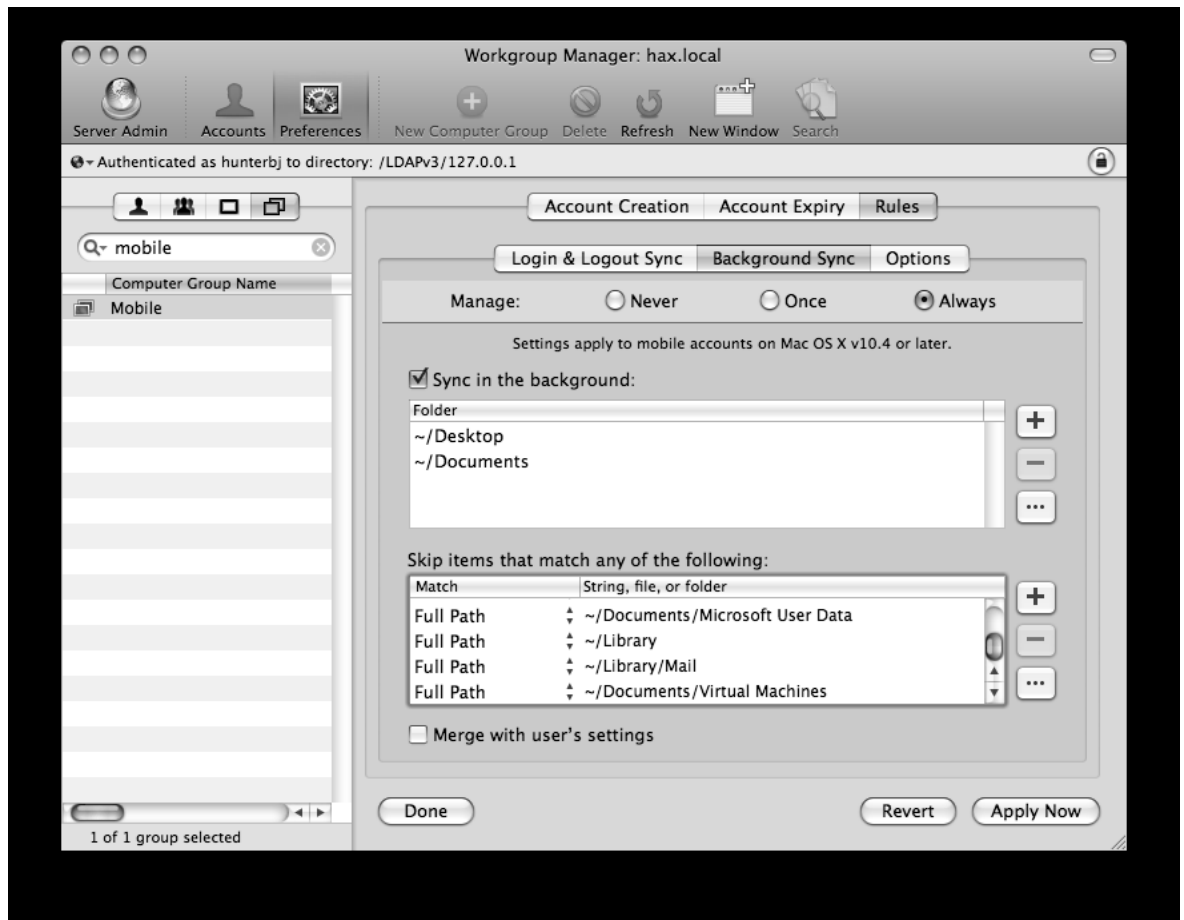 Workgroup Manager: hax.local
Server Admin Accounts Preferences New Computer Group Delete Refresh New Window Search
Authenticated as hunterbj to directory: /LDAPv3/127.0.0.1
Account Creation Account Expiry Rules
mobile
Login & Logout Sync Background Sync Options
Computer Group Name
Manage: Never Once Always
Mobile
Settings apply to mobile accounts on Mac OS X v10.4 or later.
Sync in the background:
Folder
~/Desktop
~/Documents
Skip items that match any of the following:
Match String, file, or folder
Full Path ~/Documents/Microsoft User Data
Full Path ~/Library
Full Path ~/Library/Mail
Full Path ~/Documents/Virtual Machines
Merge with user's settings
Done Revert Apply Now
1 of 1 group selected